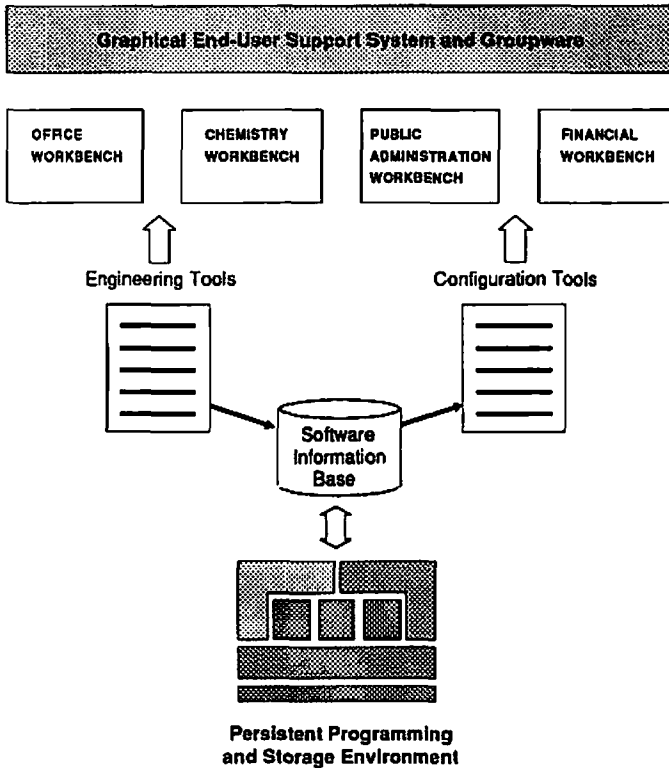 Graphical End-User Support System and Groupware
OFFICE
WORKBENCH
CHEMISTRY
WORKBENCH
PUBLIC
ADMINISTRATION
WORKBENCH
FINANCIAL
WORKBENCH
Engineering Tools
Configuration Tools
Software
Information
Base
Persistent Programming
and Storage Environment